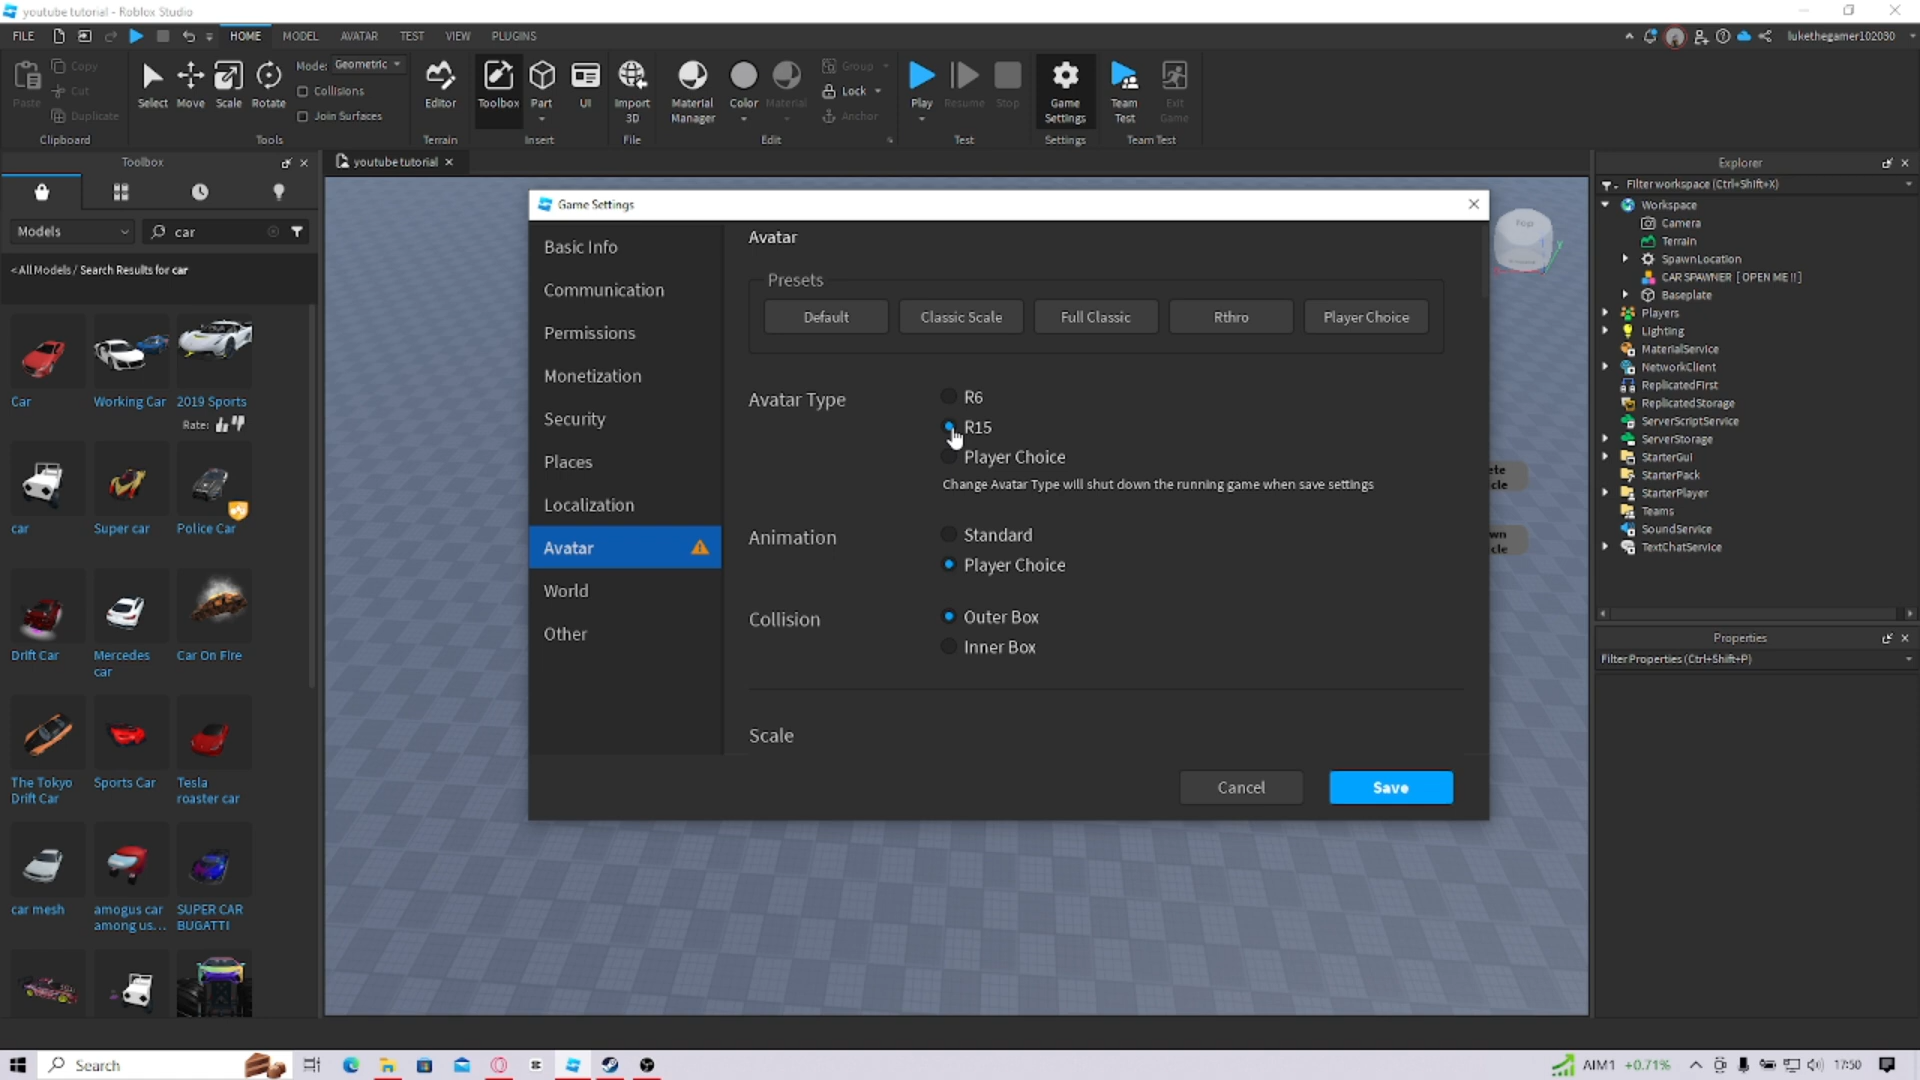 youtube tutorial - Roblox Studio
FILE HOME MODEL AVATAR TEST VIEW PLUGINS lukethegamer102030
Paste Copy Cut Duplicate Clipboard
Select Move Scale Rotate Mode: Geometric Collisions Join Surfaces Tools
Editor Terrain
Toolbox Part UI Insert
Import 3D File
Material Manager Color Material Group Lock Anchor Edit
Play Resume Stop Test
Game Settings Settings
Team Test Exit Game Team Test
Toolbox
youtube tutorial
Models car
< All Models / Search Results for car
Car Working Car 2019 Sports
Rate:
car Super car Police Car
Drift Car Mercedes car Car On Fire
The Tokyo Drift Car Sports Car Tesla roaster car
car mesh amogus car among us... SUPER CAR BUGATTI
Game Settings
Basic Info
Communication
Permissions
Monetization
Security
Places
Localization
Avatar
World
Other
Avatar
Presets
Default Classic Scale Full Classic Rthro Player Choice
Avatar Type
R6
R15
Player Choice
Change Avatar Type will shut down the running game when save settings
Animation
Standard
Player Choice
Collision
Outer Box
Inner Box
Scale
Cancel Save
Top
Explorer
Filter workspace (Ctrl+Shift+X)
Workspace
Camera
Terrain
SpawnLocation
CAR SPAWNER [ OPEN ME !! ]
Baseplate
Players
Lighting
MaterialService
NetworkClient
ReplicatedFirst
ReplicatedStorage
ServerScriptService
ServerStorage
StarterGui
StarterPack
StarterPlayer
Teams
SoundService
TextChatService
Properties
Filter Properties (Ctrl+Shift+P)
Search
AIM1 +0.71% 17:50